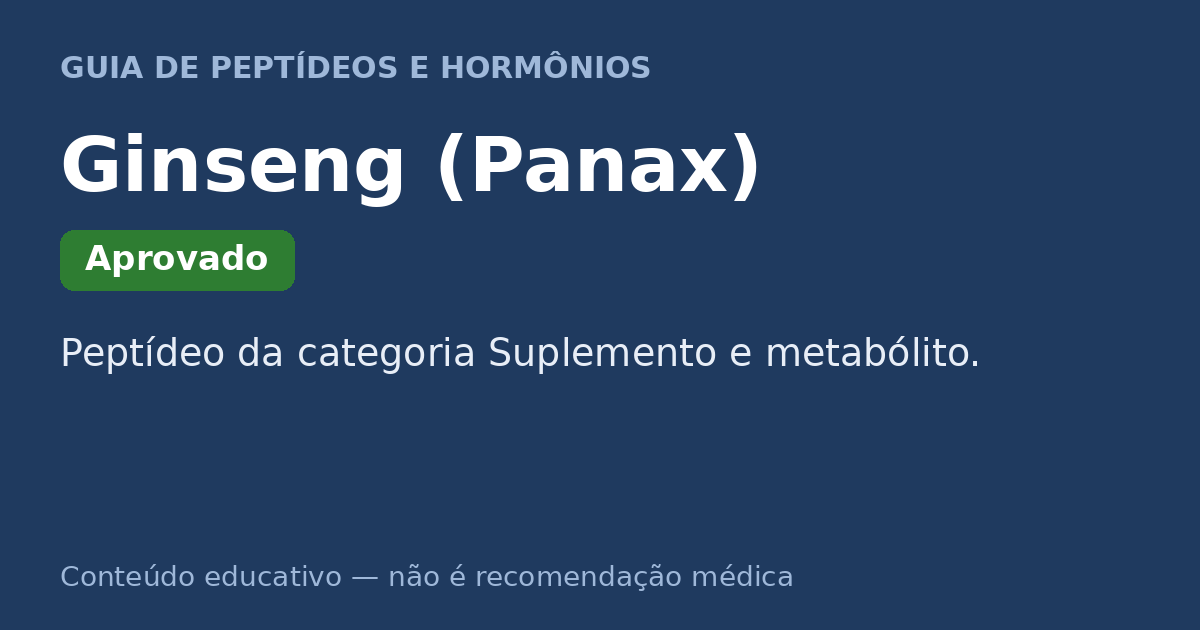 GUIA DE PEPTÍDEOS E HORMÔNIOS
Ginseng (Panax)
Aprovado
Peptídeo da categoria Suplemento e metabólito.
Conteúdo educativo — não é recomendação médica